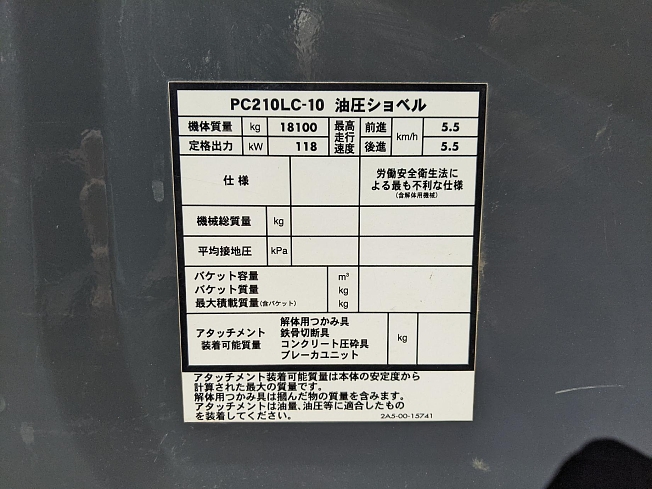 PC210LC-10 油圧ショベル
機体質量 kg 18100 最高走行速度 前進 km/h 5.5
定格出力 kW 118 後進 5.5
仕様 労働安全衛生法による最も不利な仕様 (含解体用機械)
機械総質量 kg
平均接地圧 kPa
バケット容量 m³
バケット質量 kg
最大積載質量(含バケット) kg
アタッチメント装着可能質量 解体用つかみ具 kg
鉄骨切断具
コンクリート圧砕具
ブレーカユニット
アタッチメント装着可能質量は本体の安定度から
計算された最大の質量です。
解体用つかみ具は掴んだ物の質量を含みます。
アタッチメントは油量、油圧等に適合したもの
を装着してください。 2A5-00-15741